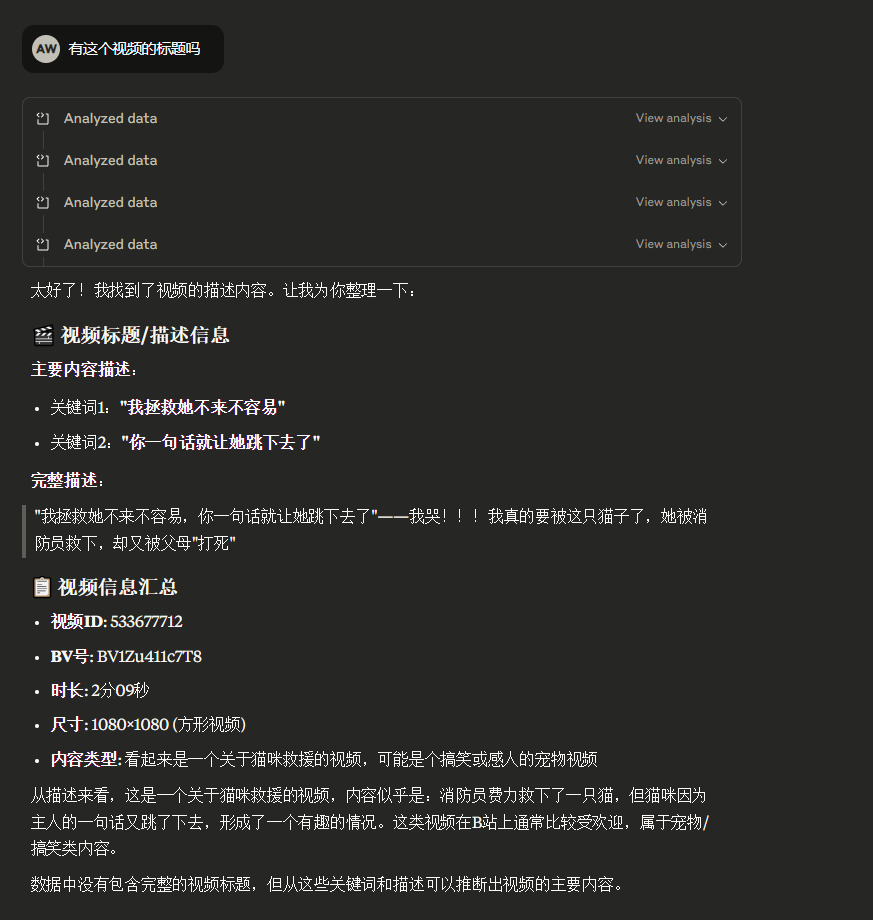 AW 有这个视频的标题吗
Analyzed data View analysis
Analyzed data View analysis
Analyzed data View analysis
Analyzed data View analysis
太好了！我找到了视频的描述内容。让我为你整理一下：
🎬 视频标题/描述信息
主要内容描述：
• 关键词1："我拯救她不来不容易"
• 关键词2："你一句话就让她跳下去了"
完整描述：
"我拯救她不来不容易，你一句话就让她跳下去了"——我哭！！！我真的要被这只猫子了，她被消
防员救下，却又被父母"打死"
📋 视频信息汇总
• 视频ID: 533677712
• BV号: BV1Zu411c7T8
• 时长: 2分09秒
• 尺寸: 1080×1080 (方形视频)
• 内容类型: 看起来是一个关于猫咪救援的视频，可能是个搞笑或感人的宠物视频
从描述来看，这是一个关于猫咪救援的视频，内容似乎是：消防员费力救下了一只猫，但猫咪因为
主人的一句话又跳了下去，形成了一个有趣的情况。这类视频在B站上通常比较受欢迎，属于宠物/
搞笑类内容。
数据中没有包含完整的视频标题，但从这些关键词和描述可以推断出视频的主要内容。